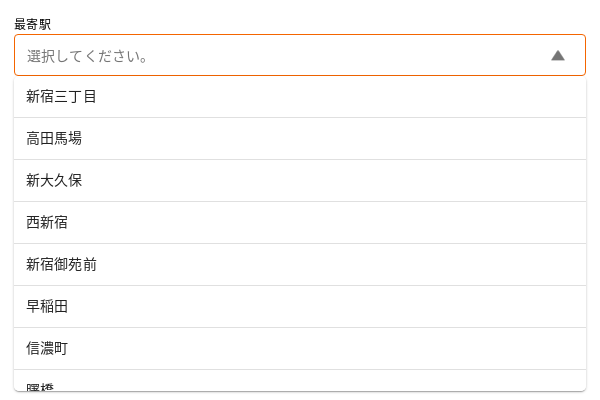 最寄駅
選択してください。
新宿三丁目
高田馬場
新大久保
西新宿
新宿御苑前
早稲田
信濃町
曙橋